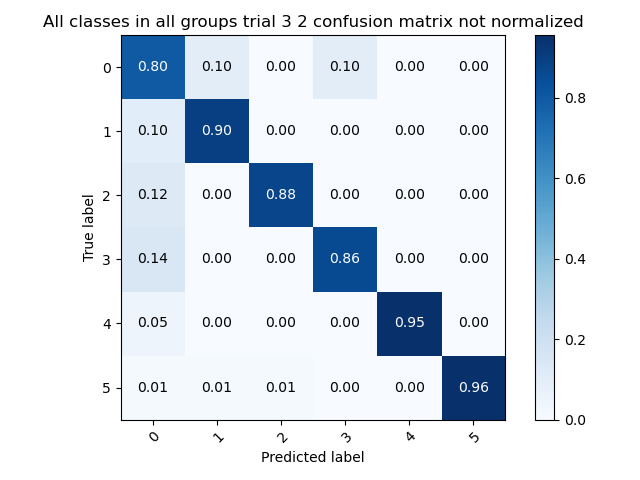 All classes in all groups trial 3 2 confusion matrix not normalized
0 0.80 0.10 0.00 0.10 0.00 0.00
1 0.10 0.90 0.00 0.00 0.00 0.00
2 0.12 0.00 0.88 0.00 0.00 0.00
3 0.14 0.00 0.00 0.86 0.00 0.00
4 0.05 0.00 0.00 0.00 0.95 0.00
5 0.01 0.01 0.01 0.00 0.00 0.96
0 1 2 3 4 5
True label
Predicted label
0.8
0.6
0.4
0.2
0.0